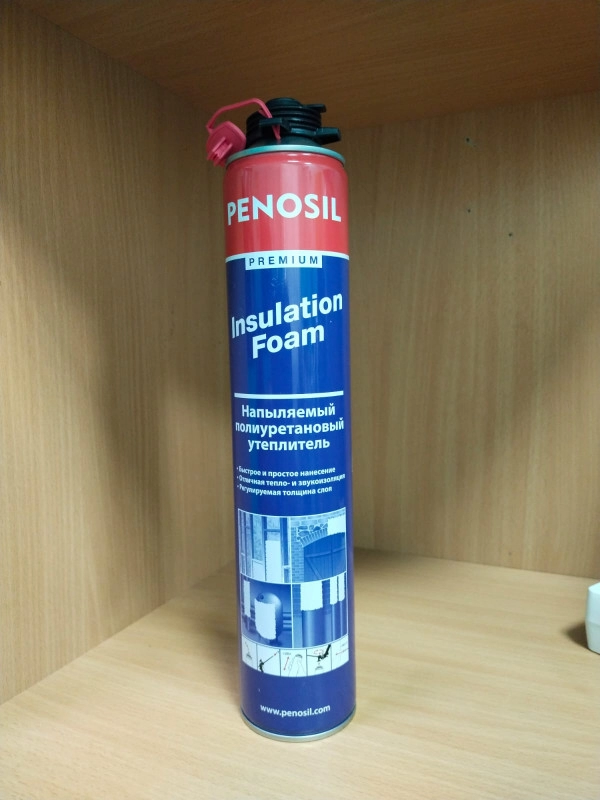 PENOSIL
PREMIUM
Insulation
Foam
Напыляемый
полиуретановый
утеплитель
• Быстрое и простое нанесение
• Отличная тепло- и звукоизоляция
• Регулируемая толщина слоя
www.penosil.com